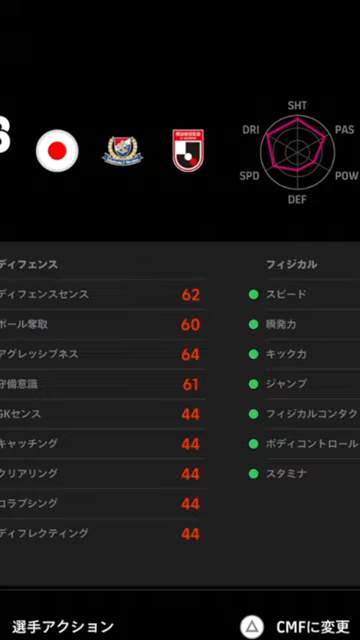 S
SHT
DRI
PAS
SPD
POW
DEF
ディフェンス
ディフェンスセンス 62
ボール奪取 60
アグレッシブネス 64
守備意識 61
GKセンス 44
キャッチング 44
クリアリング 44
コラプシング 44
ディフレクティング 44
フィジカル
スピード
瞬発力
キック力
ジャンプ
フィジカルコンタク
ボディコントロール
スタミナ
選手アクション
CMFに変更